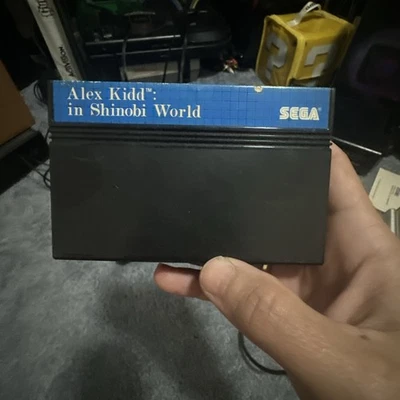 Alex Kidd™:
in Shinobi World
SEGA